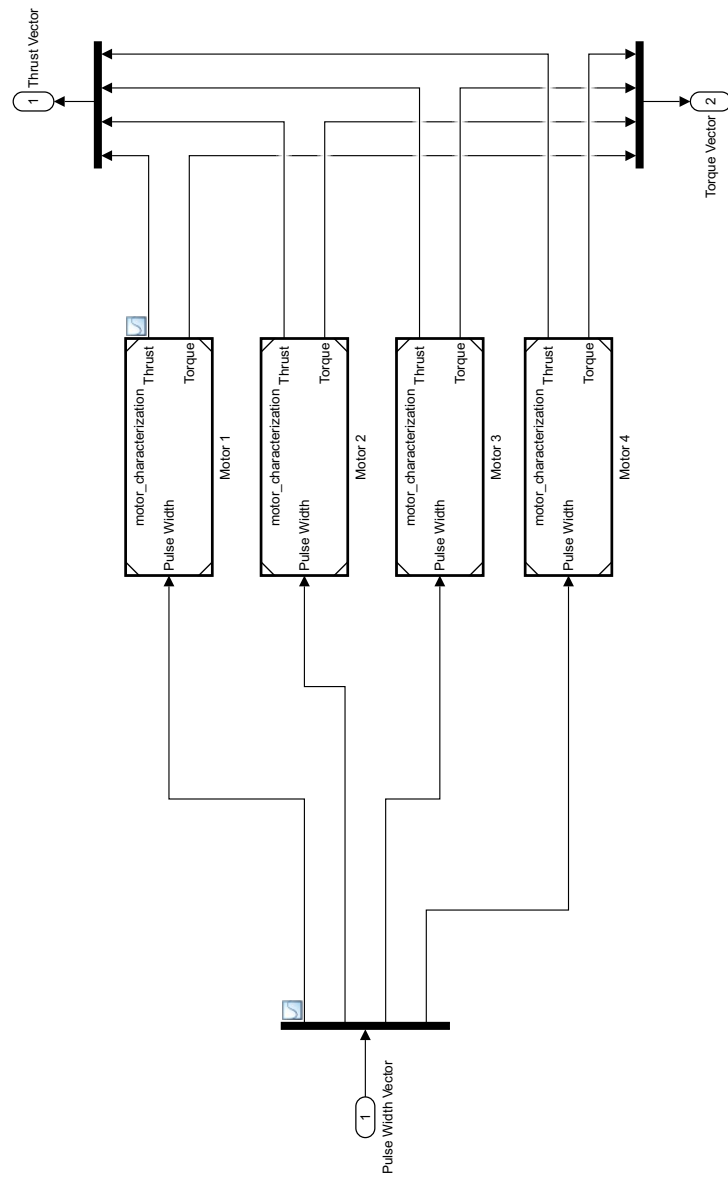 1
Thrust Vector
motor_characterization
Pulse Width
Thrust
Torque
Motor 1
motor_characterization
Pulse Width
Thrust
Torque
Motor 2
motor_characterization
Pulse Width
Thrust
Torque
Motor 3
motor_characterization
Pulse Width
Thrust
Torque
Motor 4
2
Torque Vector
1
Pulse Width Vector